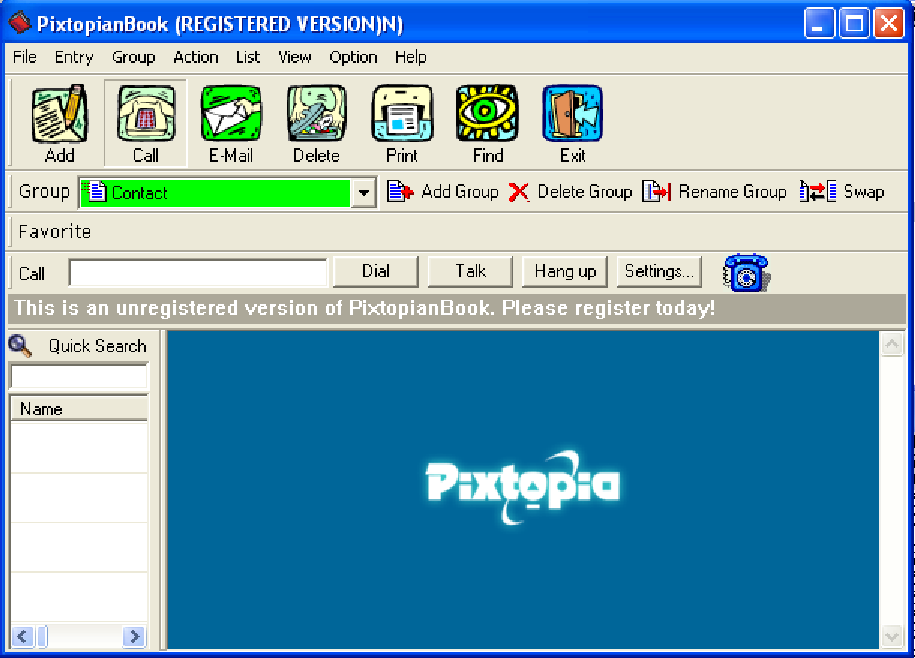 PixtopianBook (REGISTERED VERSION)N)
File Entry Group Action List View Option Help
Add Call E-Mail Delete Print Find Exit
Group Contact Add Group Delete Group Rename Group Swap
Favorite
Call Dial Talk Hang up Settings...
This is an unregistered version of PixtopianBook. Please register today!
Quick Search
Name
Pixtopia